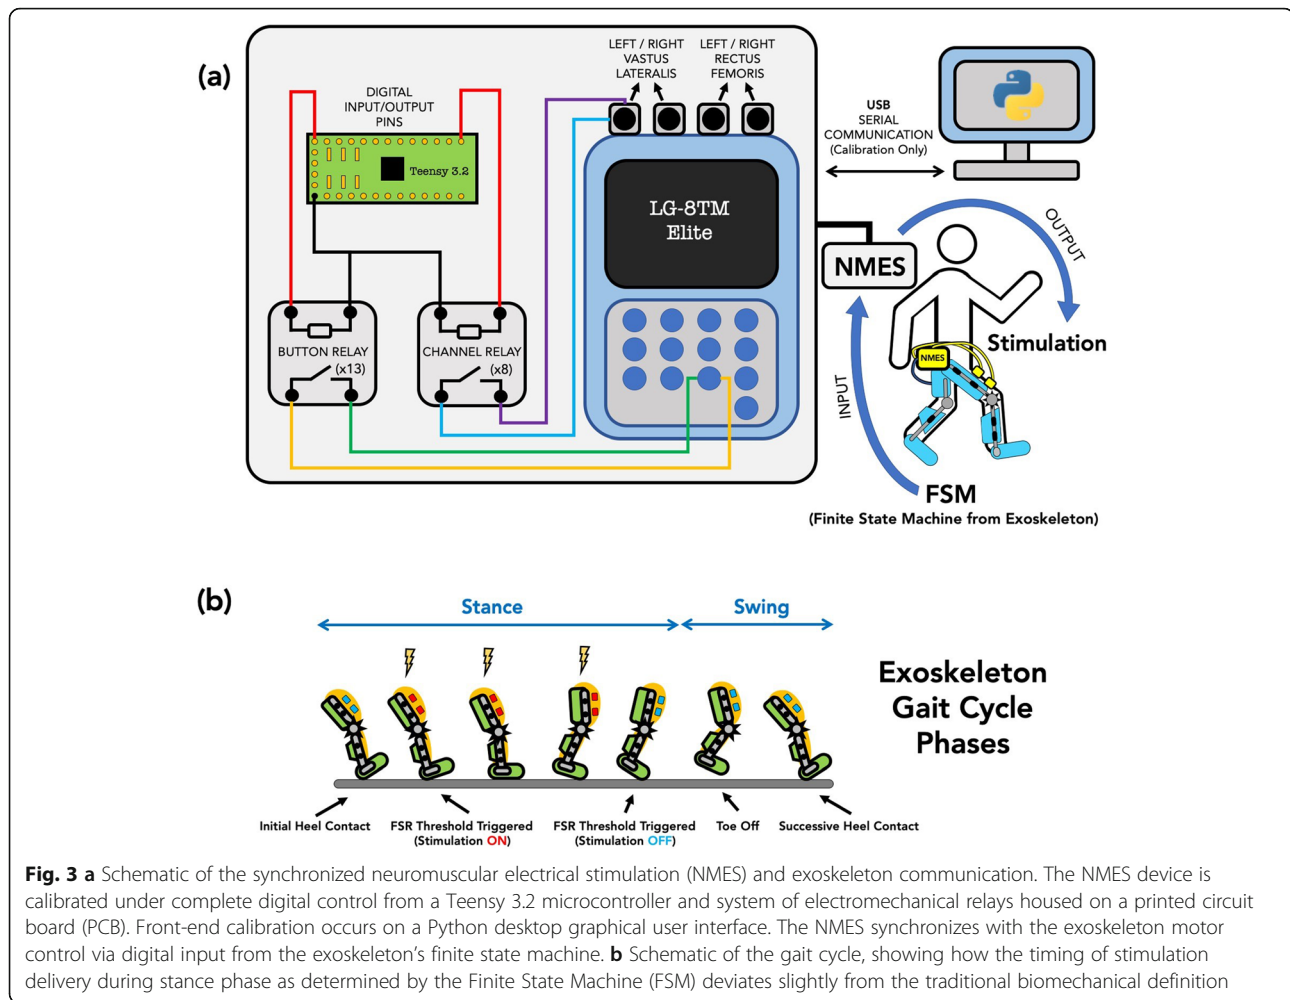 (a)
LEFT / RIGHT
VASTUS
LATERALIS
LEFT / RIGHT
RECTUS
FEMORIS
DIGITAL
INPUT/OUTPUT
PINS
Teensy 3.2
USB
SERIAL
COMMUNICATION
(Calibration Only)
LG-8TM
Elite
NMES
OUTPUT
INPUT
Stimulation
NMES
BUTTON RELAY
(x13)
CHANNEL RELAY
(x8)
FSM
(Finite State Machine from Exoskeleton)
(b)
Stance
Swing
Exoskeleton
Gait Cycle
Phases
Initial Heel Contact
FSR Threshold Triggered
(Stimulation ON)
FSR Threshold Triggered
(Stimulation OFF)
Toe Off
Successive Heel Contact
Fig. 3 a Schematic of the synchronized neuromuscular electrical stimulation (NMES) and exoskeleton communication. The NMES device is
calibrated under complete digital control from a Teensy 3.2 microcontroller and system of electromechanical relays housed on a printed circuit
board (PCB). Front-end calibration occurs on a Python desktop graphical user interface. The NMES synchronizes with the exoskeleton motor
control via digital input from the exoskeleton's finite state machine. b Schematic of the gait cycle, showing how the timing of stimulation
delivery during stance phase as determined by the Finite State Machine (FSM) deviates slightly from the traditional biomechanical definition